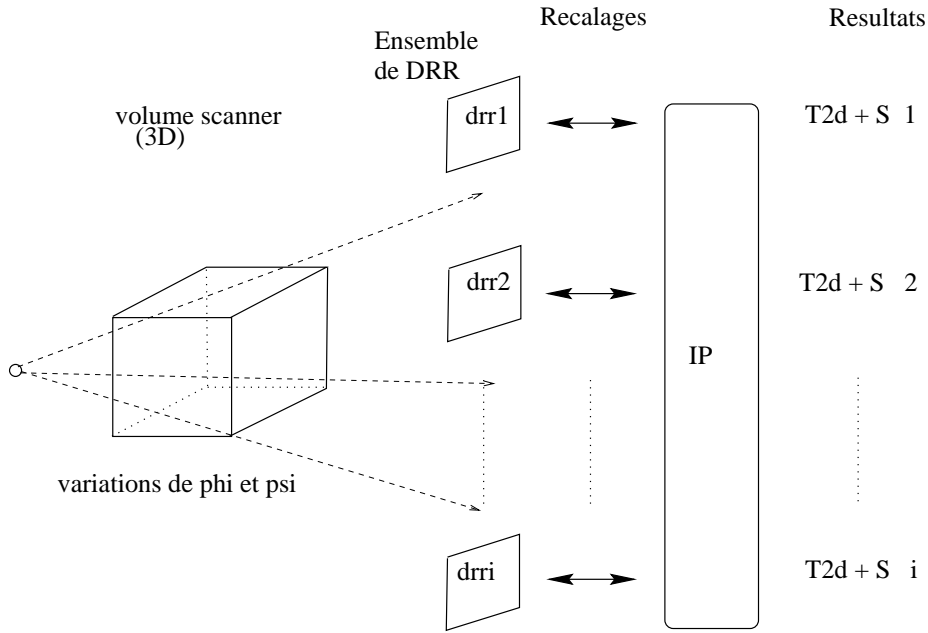 Recalages
Resultats
Ensemble
de DRR
volume scanner
(3D)
drr1
T2d + S 1
drr2
T2d + S 2
IP
variations de phi et psi
drri
T2d + S i